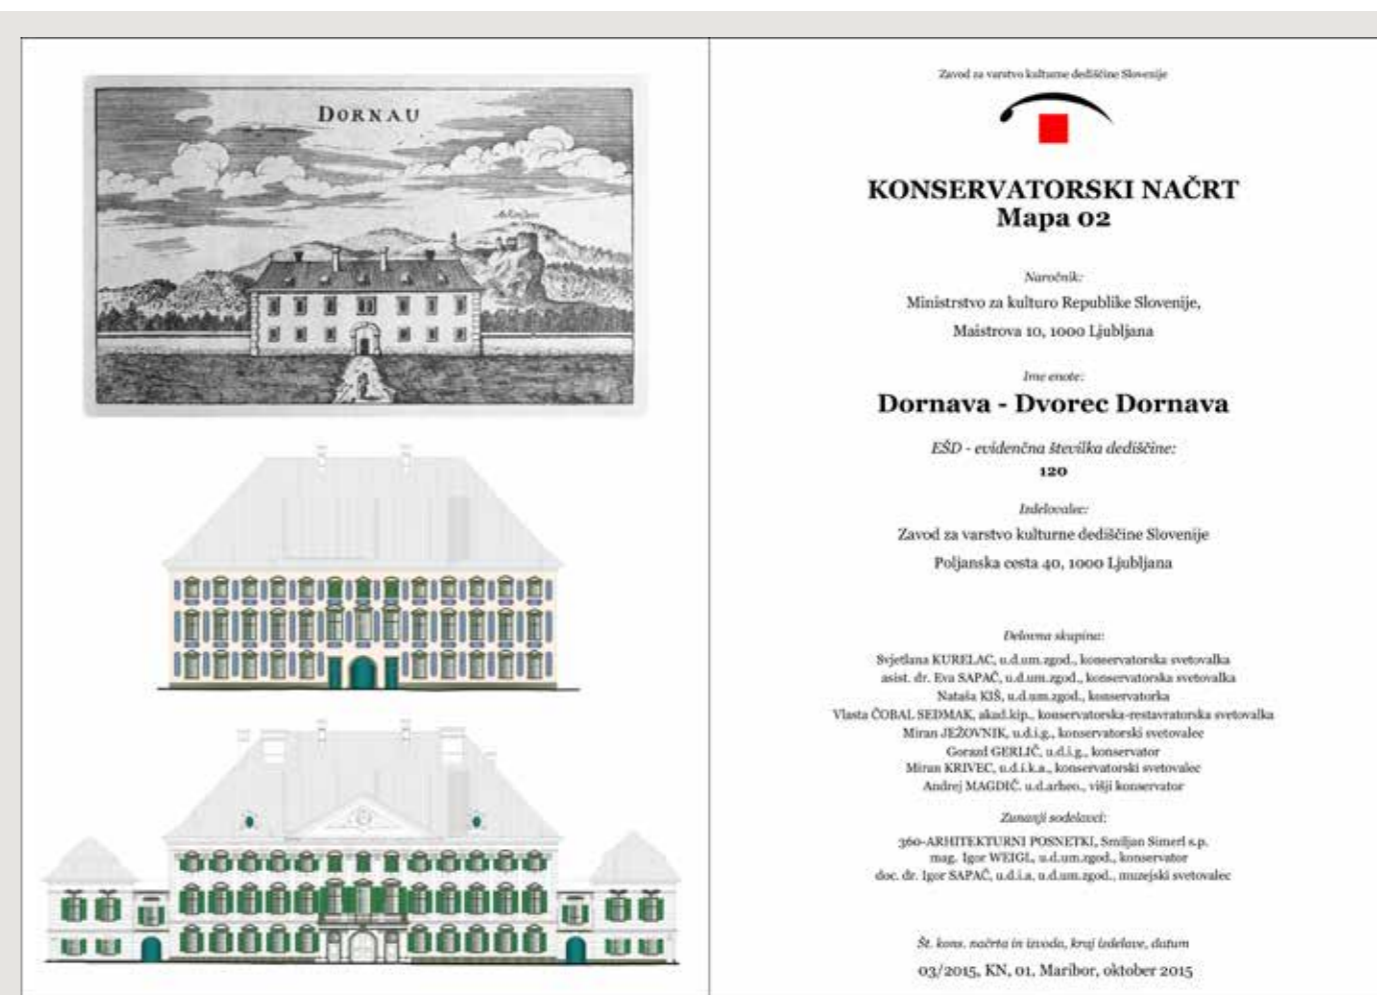 DORNAU
Zavod za varstvo kulturne dediščine Slovenije
KONSERVATORSKI NAČRT
Mapa 02
Naročnik:
Ministrstvo za kulturo Republike Slovenije,
Maistrova 10, 1000 Ljubljana
Ime enote:
Dornava - Dvorec Dornava
EŠD - evidenčna številka dediščine:
120
Izdelovalec:
Zavod za varstvo kulturne dediščine Slovenije
Poljanska cesta 40, 1000 Ljubljana
Delovna skupina:
Svjetlana KURELAC, u.d.um.zgod., konservatorska svetovalka
asist. dr. Eva SAPAČ, u.d.um.zgod., konservatorska svetovalka
Nataša KIŠ, u.d.um.zgod., konservatorka
Vlasta ČOBAL SEDMAK, akad.kip., konservatorska-restavratorska svetovalka
Miran JEŽOVNIK, u.d.i.g., konservatorski svetovalec
Gorazd GERLIČ, u.d.i.g., konservator
Miran KRIVEC, u.d.i.k.a., konservatorski svetovalec
Andrej MAGDIČ. u.d.arheo., višji konservator
Zunanji sodelavci:
360-ARHITEKTURNI POSNETKI, Smiljan Simerl s.p.
mag. Igor WEIGL, u.d.um.zgod., konservator
doc. dr. Igor SAPAČ, u.d.i.a, u.d.um.zgod., muzejski svetovalec
Št. kons. načrta in izvoda, kraj izdelave, datum
03/2015, KN, 01. Maribor, oktober 2015